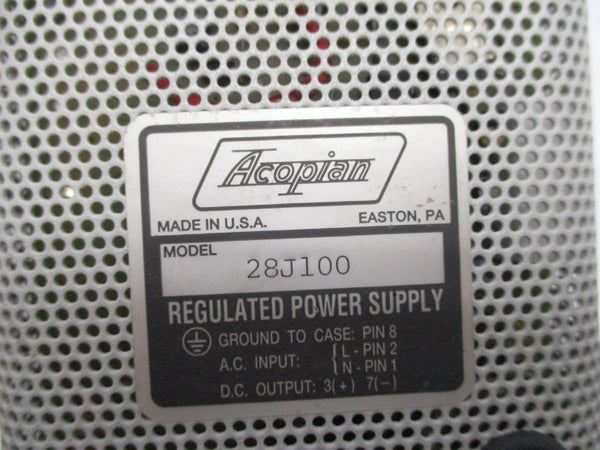 Acopian
MADE IN U.S.A. EASTON, PA
MODEL
28J100
REGULATED POWER SUPPLY
GROUND TO CASE: PIN 8
A.C. INPUT: { L - PIN 2
{ N - PIN 1
D.C. OUTPUT: 3(+) 7(-)